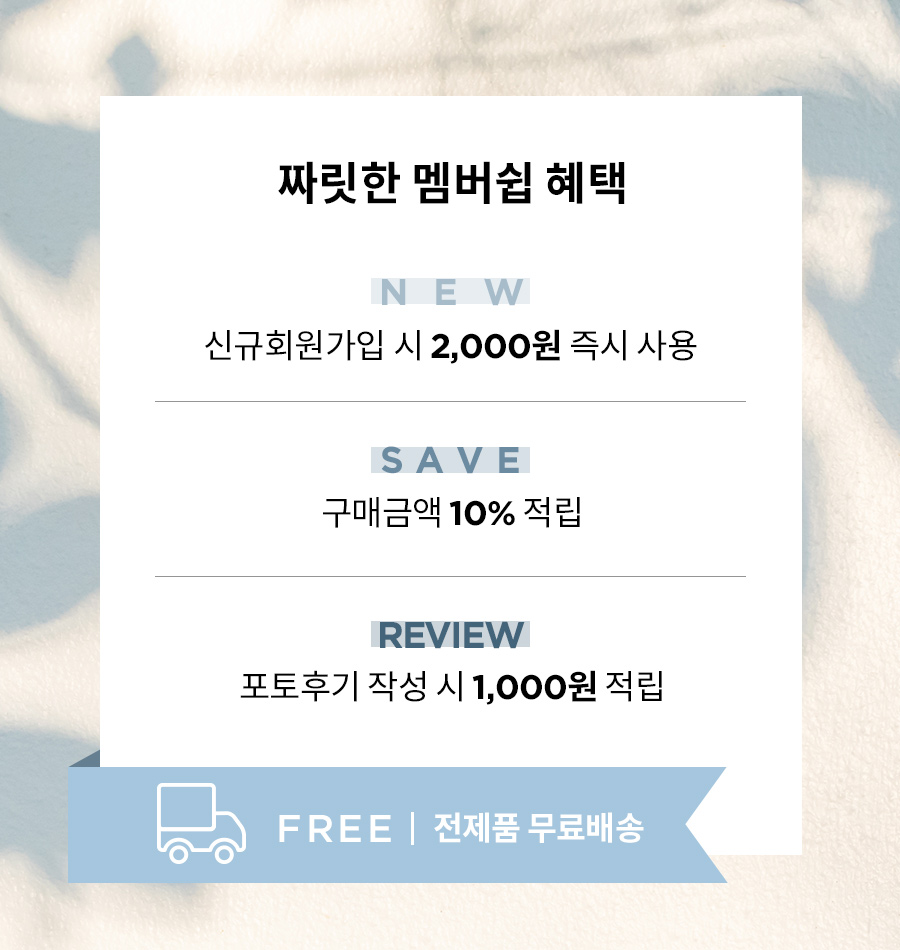 짜릿한 멤버쉽 혜택
NEW
신규회원가입 시 2,000원 즉시 사용
SAVE
구매금액 10% 적립
REVIEW
포토후기 작성 시 1,000원 적립
FREE | 전제품 무료배송